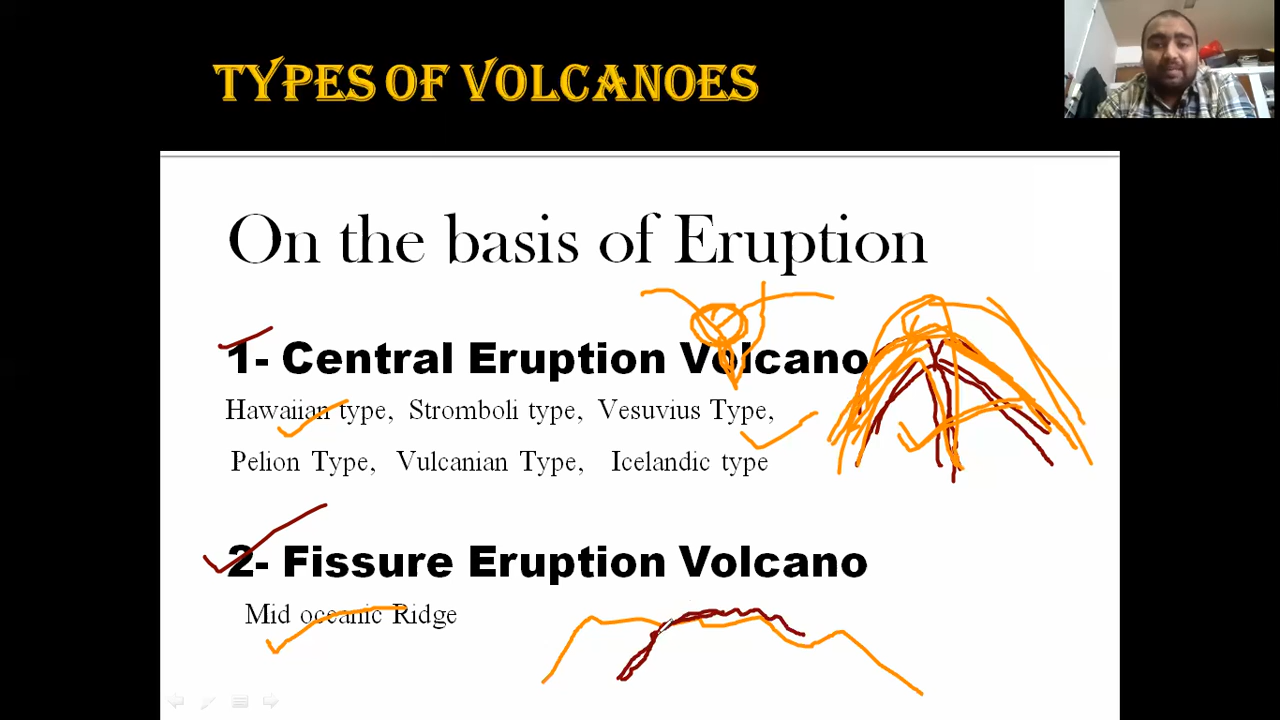 TYPES OF VOLCANOES
On the basis of Eruption
1- Central Eruption Volcano
Hawaiian type, Stromboli type, Vesuvius Type,
Pelion Type, Vulcanian Type, Icelandic type
2- Fissure Eruption Volcano
Mid oceanic Ridge